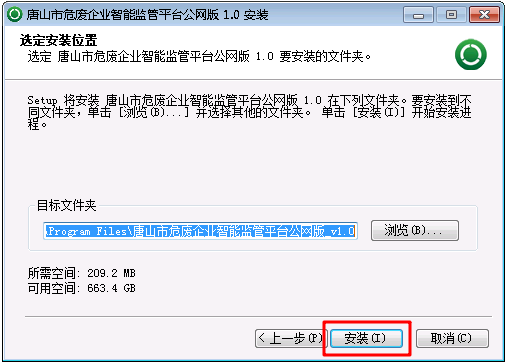 唐山市危废企业智能监管平台公网版 1.0 安装
选定安装位置
选定 唐山市危废企业智能监管平台公网版 1.0 要安装的文件夹。
Setup 将安装 唐山市危废企业智能监管平台公网版 1.0 在下列文件夹。要安装到不
同文件夹，单击 [浏览(B)...] 并选择其他的文件夹。 单击 [安装(I)] 开始安装进
程。
目标文件夹
\Program Files\唐山市危废企业智能监管平台公网版_v1.0
浏览(B)...
所需空间: 209.2 MB
可用空间: 663.4 GB
< 上一步(P)
安装(I)
取消(C)